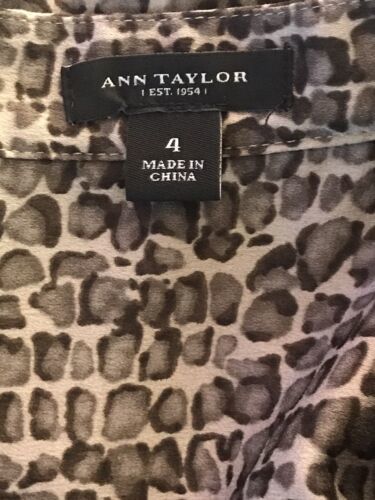 ANN TAYLOR
| EST. 1954 |
4
MADE IN
CHINA